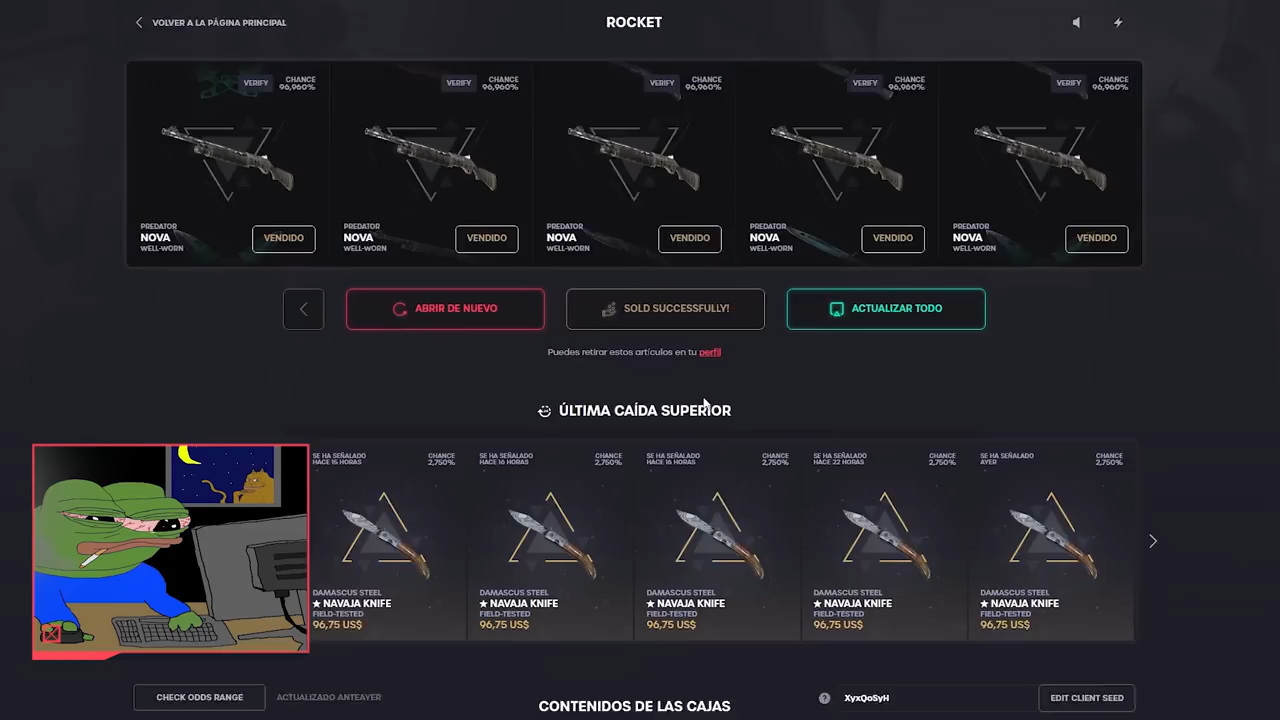 VOLVER A LA PÁGINA PRINCIPAL
ROCKET
VERIFY
CHANCE
96,960%
VERIFY
CHANCE
96,960%
VERIFY
CHANCE
96,960%
VERIFY
CHANCE
96,960%
VERIFY
CHANCE
96,960%
PREDATOR
NOVA
WELL-WORN
VENDIDO
PREDATOR
NOVA
WELL-WORN
VENDIDO
PREDATOR
NOVA
WELL-WORN
VENDIDO
PREDATOR
NOVA
WELL-WORN
VENDIDO
PREDATOR
NOVA
WELL-WORN
VENDIDO
ABRIR DE NUEVO
SOLD SUCCESSFULLY!
ACTUALIZAR TODO
Puedes retirar estos artículos en tu perfil
ÚLTIMA CAÍDA SUPERIOR
SE HA SEÑALADO
HACE 15 HORAS
CHANCE
2,750%
SE HA SEÑALADO
HACE 16 HORAS
CHANCE
2,750%
SE HA SEÑALADO
HACE 16 HORAS
CHANCE
2,750%
SE HA SEÑALADO
HACE 22 HORAS
CHANCE
2,750%
SE HA SEÑALADO
AYER
CHANCE
2,750%
DAMASCUS STEEL
★ NAVAJA KNIFE
FIELD-TESTED
96,75 US$
DAMASCUS STEEL
★ NAVAJA KNIFE
FIELD-TESTED
96,75 US$
DAMASCUS STEEL
★ NAVAJA KNIFE
FIELD-TESTED
96,75 US$
DAMASCUS STEEL
★ NAVAJA KNIFE
FIELD-TESTED
96,75 US$
DAMASCUS STEEL
★ NAVAJA KNIFE
FIELD-TESTED
96,75 US$
CHECK ODDS RANGE
ACTUALIZADO ANTEAYER
CONTENIDOS DE LAS CAJAS
XyxQoSyH
EDIT CLIENT SEED